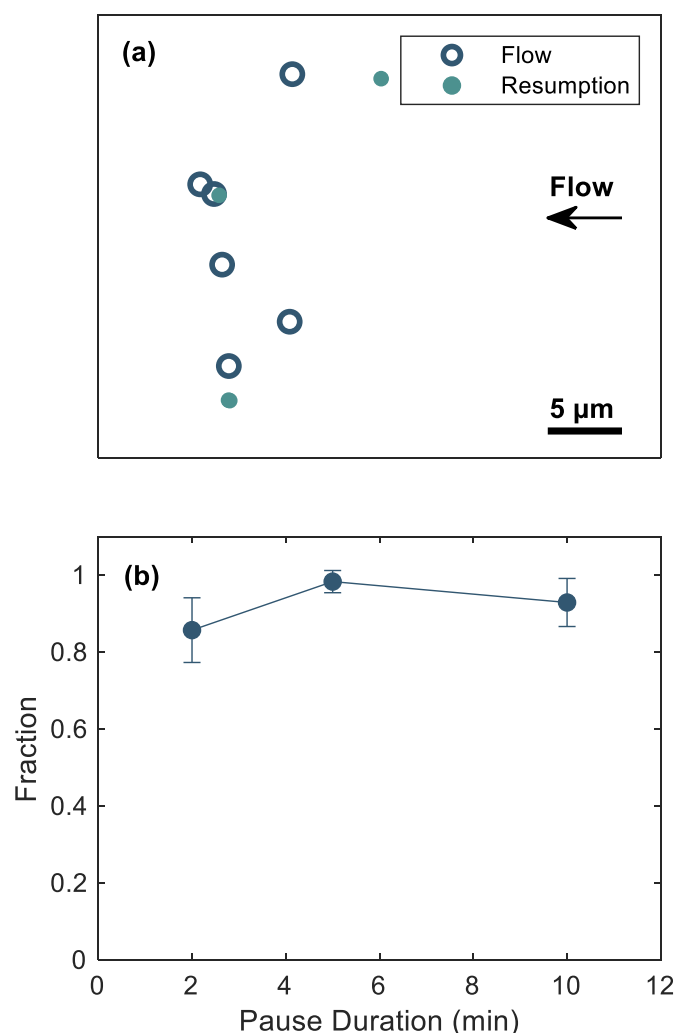 (a)
Flow
Resumption
Flow
5 μm
(b)
1
0.8
0.6
0.4
0.2
0
0 2 4 6 8 10 12
Fraction
Pause Duration (min)